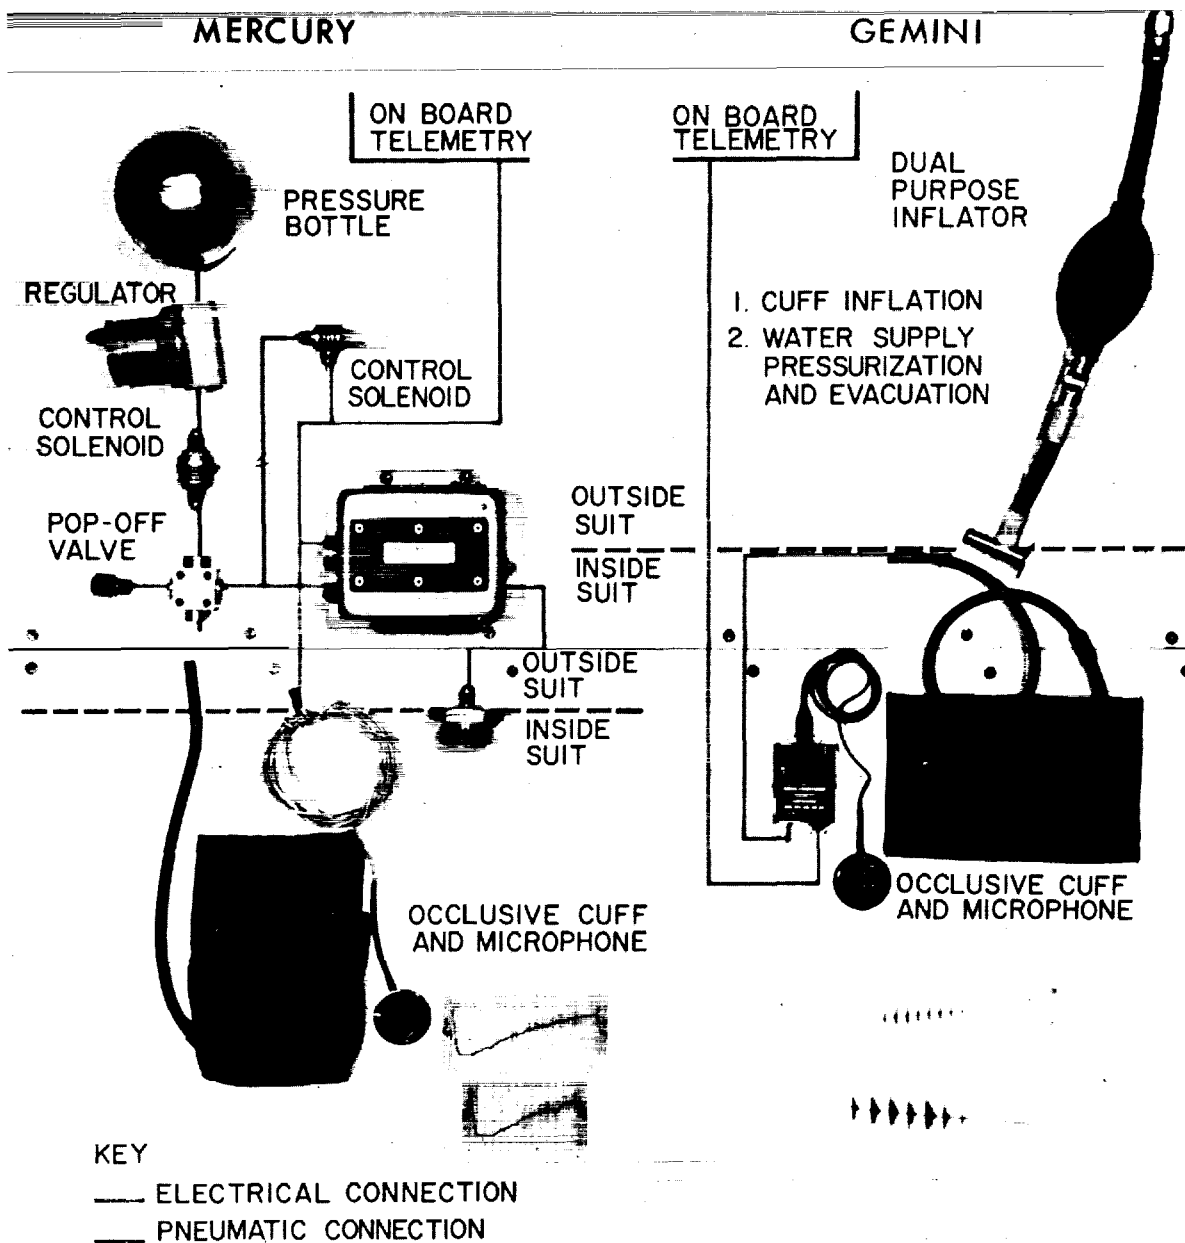 MERCURY
ON BOARD
TELEMETRY
PRESSURE
BOTTLE
REGULATOR
CONTROL
SOLENOID
CONTROL
SOLENOID
POP-OFF
VALVE
OUTSIDE
SUIT
INSIDE
SUIT
OCCLUSIVE CUFF
AND MICROPHONE
KEY
ELECTRICAL CONNECTION
PNEUMATIC CONNECTION
GEMINI
ON BOARD
TELEMETRY
DUAL
PURPOSE
INFLATOR
1. CUFF INFLATION
2. WATER SUPPLY
PRESSURIZATION
AND EVACUATION
OUTSIDE
SUIT
INSIDE
SUIT
OCCLUSIVE CUFF
AND MICROPHONE